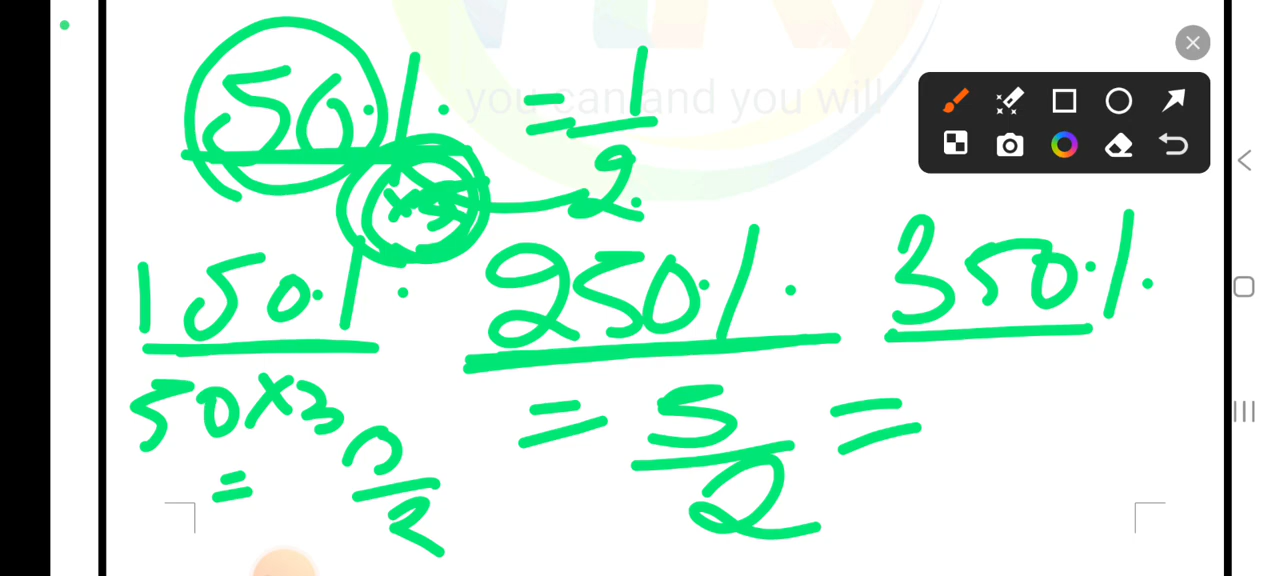 50% = 1/2
you can and you will
150% 250% 350%
50×3 = 5/2 =
= 3/2